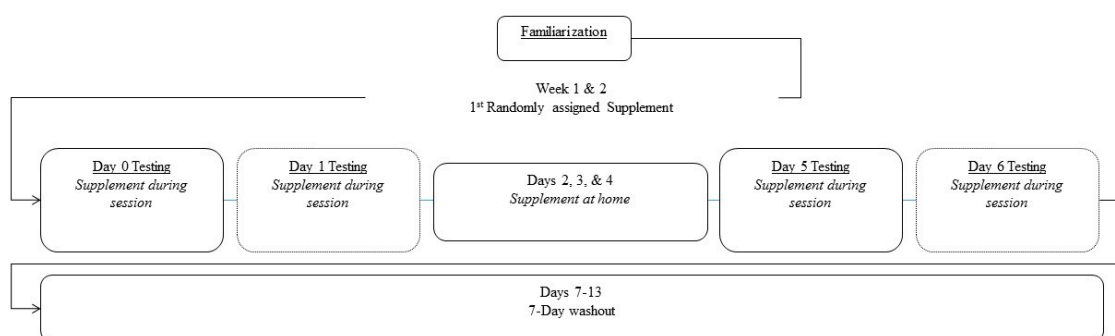 Familiarization
Week 1 & 2
1st Randomly assigned Supplement
Day 0 Testing
Supplement during
session
Day 1 Testing
Supplement during
session
Days 2, 3, & 4
Supplement at home
Day 5 Testing
Supplement during
session
Day 6 Testing
Supplement during
session
Days 7-13
7-Day washout